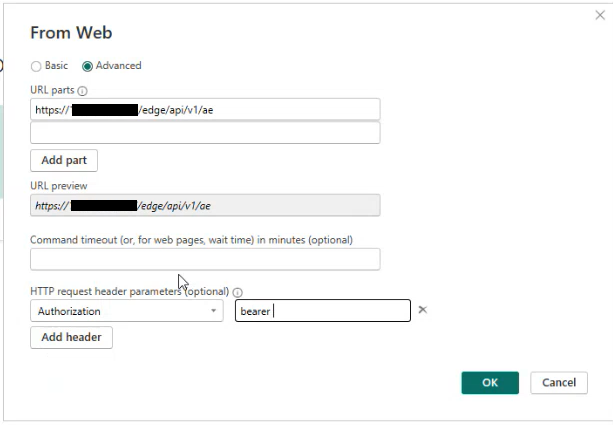 From Web
Basic Advanced
URL parts
https:// /edge/api/v1/ae
Add part
URL preview
https:// /edge/api/v1/ae
Command timeout (or, for web pages, wait time) in minutes (optional)
HTTP request header parameters (optional)
Authorization bearer
Add header
OK Cancel